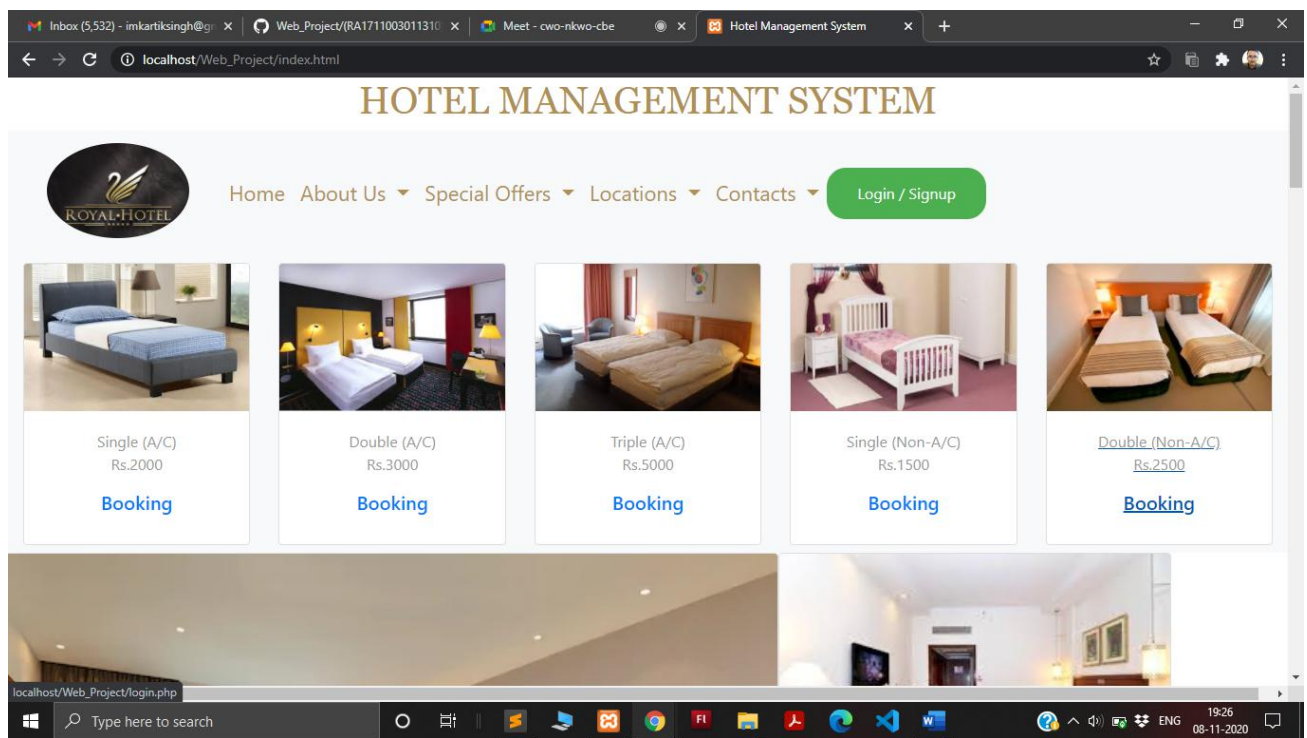 Inbox (5,532) - imkartiksingh@gm
Web_Project/(RA1711003011310
Meet - cwo-nkwo-cbe
Hotel Management System
localhost/Web_Project/index.html
HOTEL MANAGEMENT SYSTEM
ROYAL·HOTEL
Home About Us Special Offers Locations Contacts Login / Signup
Single (A/C)
Rs.2000
Booking
Double (A/C)
Rs.3000
Booking
Triple (A/C)
Rs.5000
Booking
Single (Non-A/C)
Rs.1500
Booking
Double (Non-A/C)
Rs.2500
Booking
localhost/Web_Project/login.php
Type here to search
FL
ENG
19:26
08-11-2020